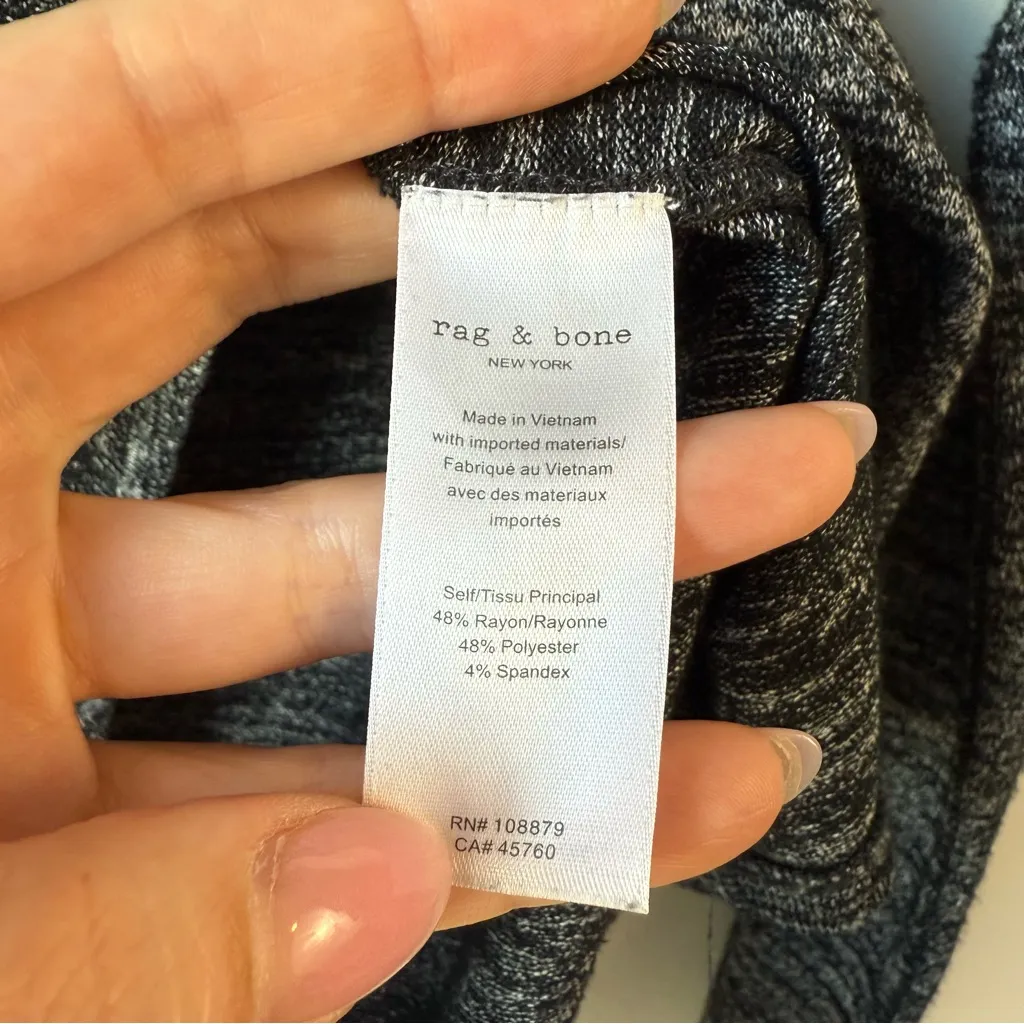 rag & bone
NEW YORK
Made in Vietnam
with imported materials/
Fabriqué au Vietnam
avec des materiaux
importés
Self/Tissu Principal
48% Rayon/Rayonne
48% Polyester
4% Spandex
RN# 108879
CA# 45760